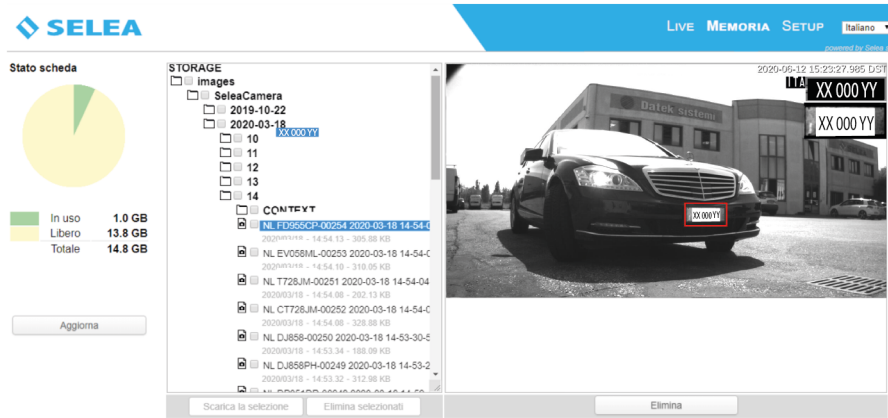 SELEA
LIVE MEMORIA SETUP Italiano
powered by Selea
Stato scheda
In uso 1.0 GB
Libero 13.8 GB
Totale 14.8 GB
Aggiorna
STORAGE
images
SeleaCamera
2019-10-22
2020-03-18
XX 000 YY
10
11
12
13
14
CONTEXT
NL FD955CP-00254 2020-03-18 14-54-
2020/03/18 - 14:54.13 - 305.88 KB
NL EV058ML-00253 2020-03-18 14-54-
2020/03/18 - 14:54.10 - 310.05 KB
NL T728JM-00251 2020-03-18 14-54-04
2020/03/18 - 14:54.08 - 202.13 KB
NL CT728JM-00252 2020-03-18 14-54-
2020/03/18 - 14:54.08 - 328.88 KB
NL DJ858-00250 2020-03-18 14-53-30-5
2020/03/18 - 14:53.34 - 188.09 KB
NL DJ858PH-00249 2020-03-18 14-53-2
2020/03/18 - 14:53.32 - 312.98 KB
Scarica la selezione Elimina selezionati
2020-06-12 15:23:27.985 DST
ITA
XX 000 YY
XX 000 YY
Datek sistemi
XX 000 YY
Elimina